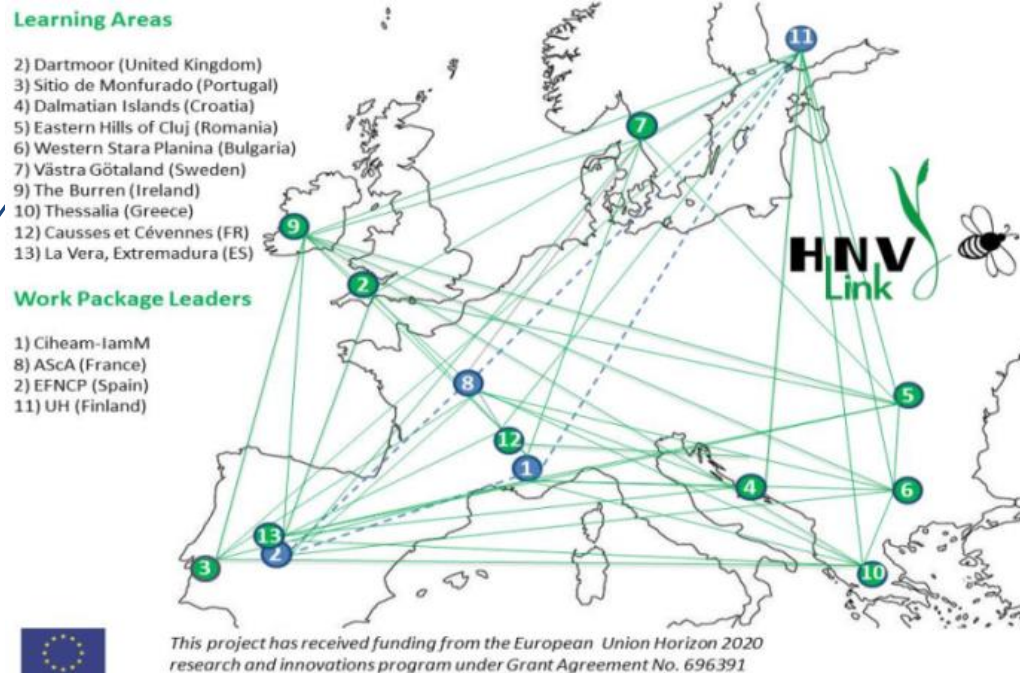 Learning Areas
2) Dartmoor (United Kingdom)
3) Sitio de Monfurado (Portugal)
4) Dalmatian Islands (Croatia)
5) Eastern Hills of Cluj (Romania)
6) Western Stara Planina (Bulgaria)
7) Västra Götaland (Sweden)
9) The Burren (Ireland)
10) Thessalia (Greece)
12) Causses et Cévennes (FR)
13) La Vera, Extremadura (ES)
Work Package Leaders
1) Ciheam-IamM
8) AScA (France)
2) EFNCP (Spain)
11) UH (Finland)
11
7
9
2
HNV
Link
8
5
12
1
4
6
13
2
3
10
This project has received funding from the European Union Horizon 2020
research and innovations program under Grant Agreement No. 696391